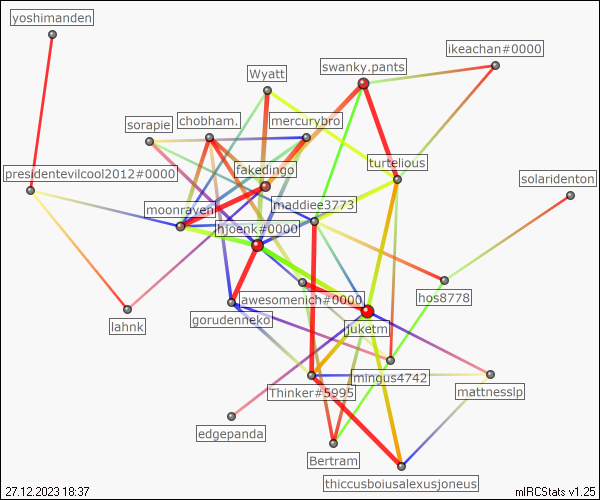 yoshimanden
ikeachan#0000
swanky.pants
Wyatt
chobham.
mercurybro
sorapie
turtelious
fakedingo
presidentevilcool2012#0000
solaridenton
maddiee3773
moonraven
hjoenk#0000
hos8778
awesomenich#0000
gorudenneko
lahnk
juketm
mingus4742
Thinker#5995
mattnesslp
edgepanda
Bertram
thiccusboiusalexusjoneus
27.12.2023 18:37
mIRCStats v1.25